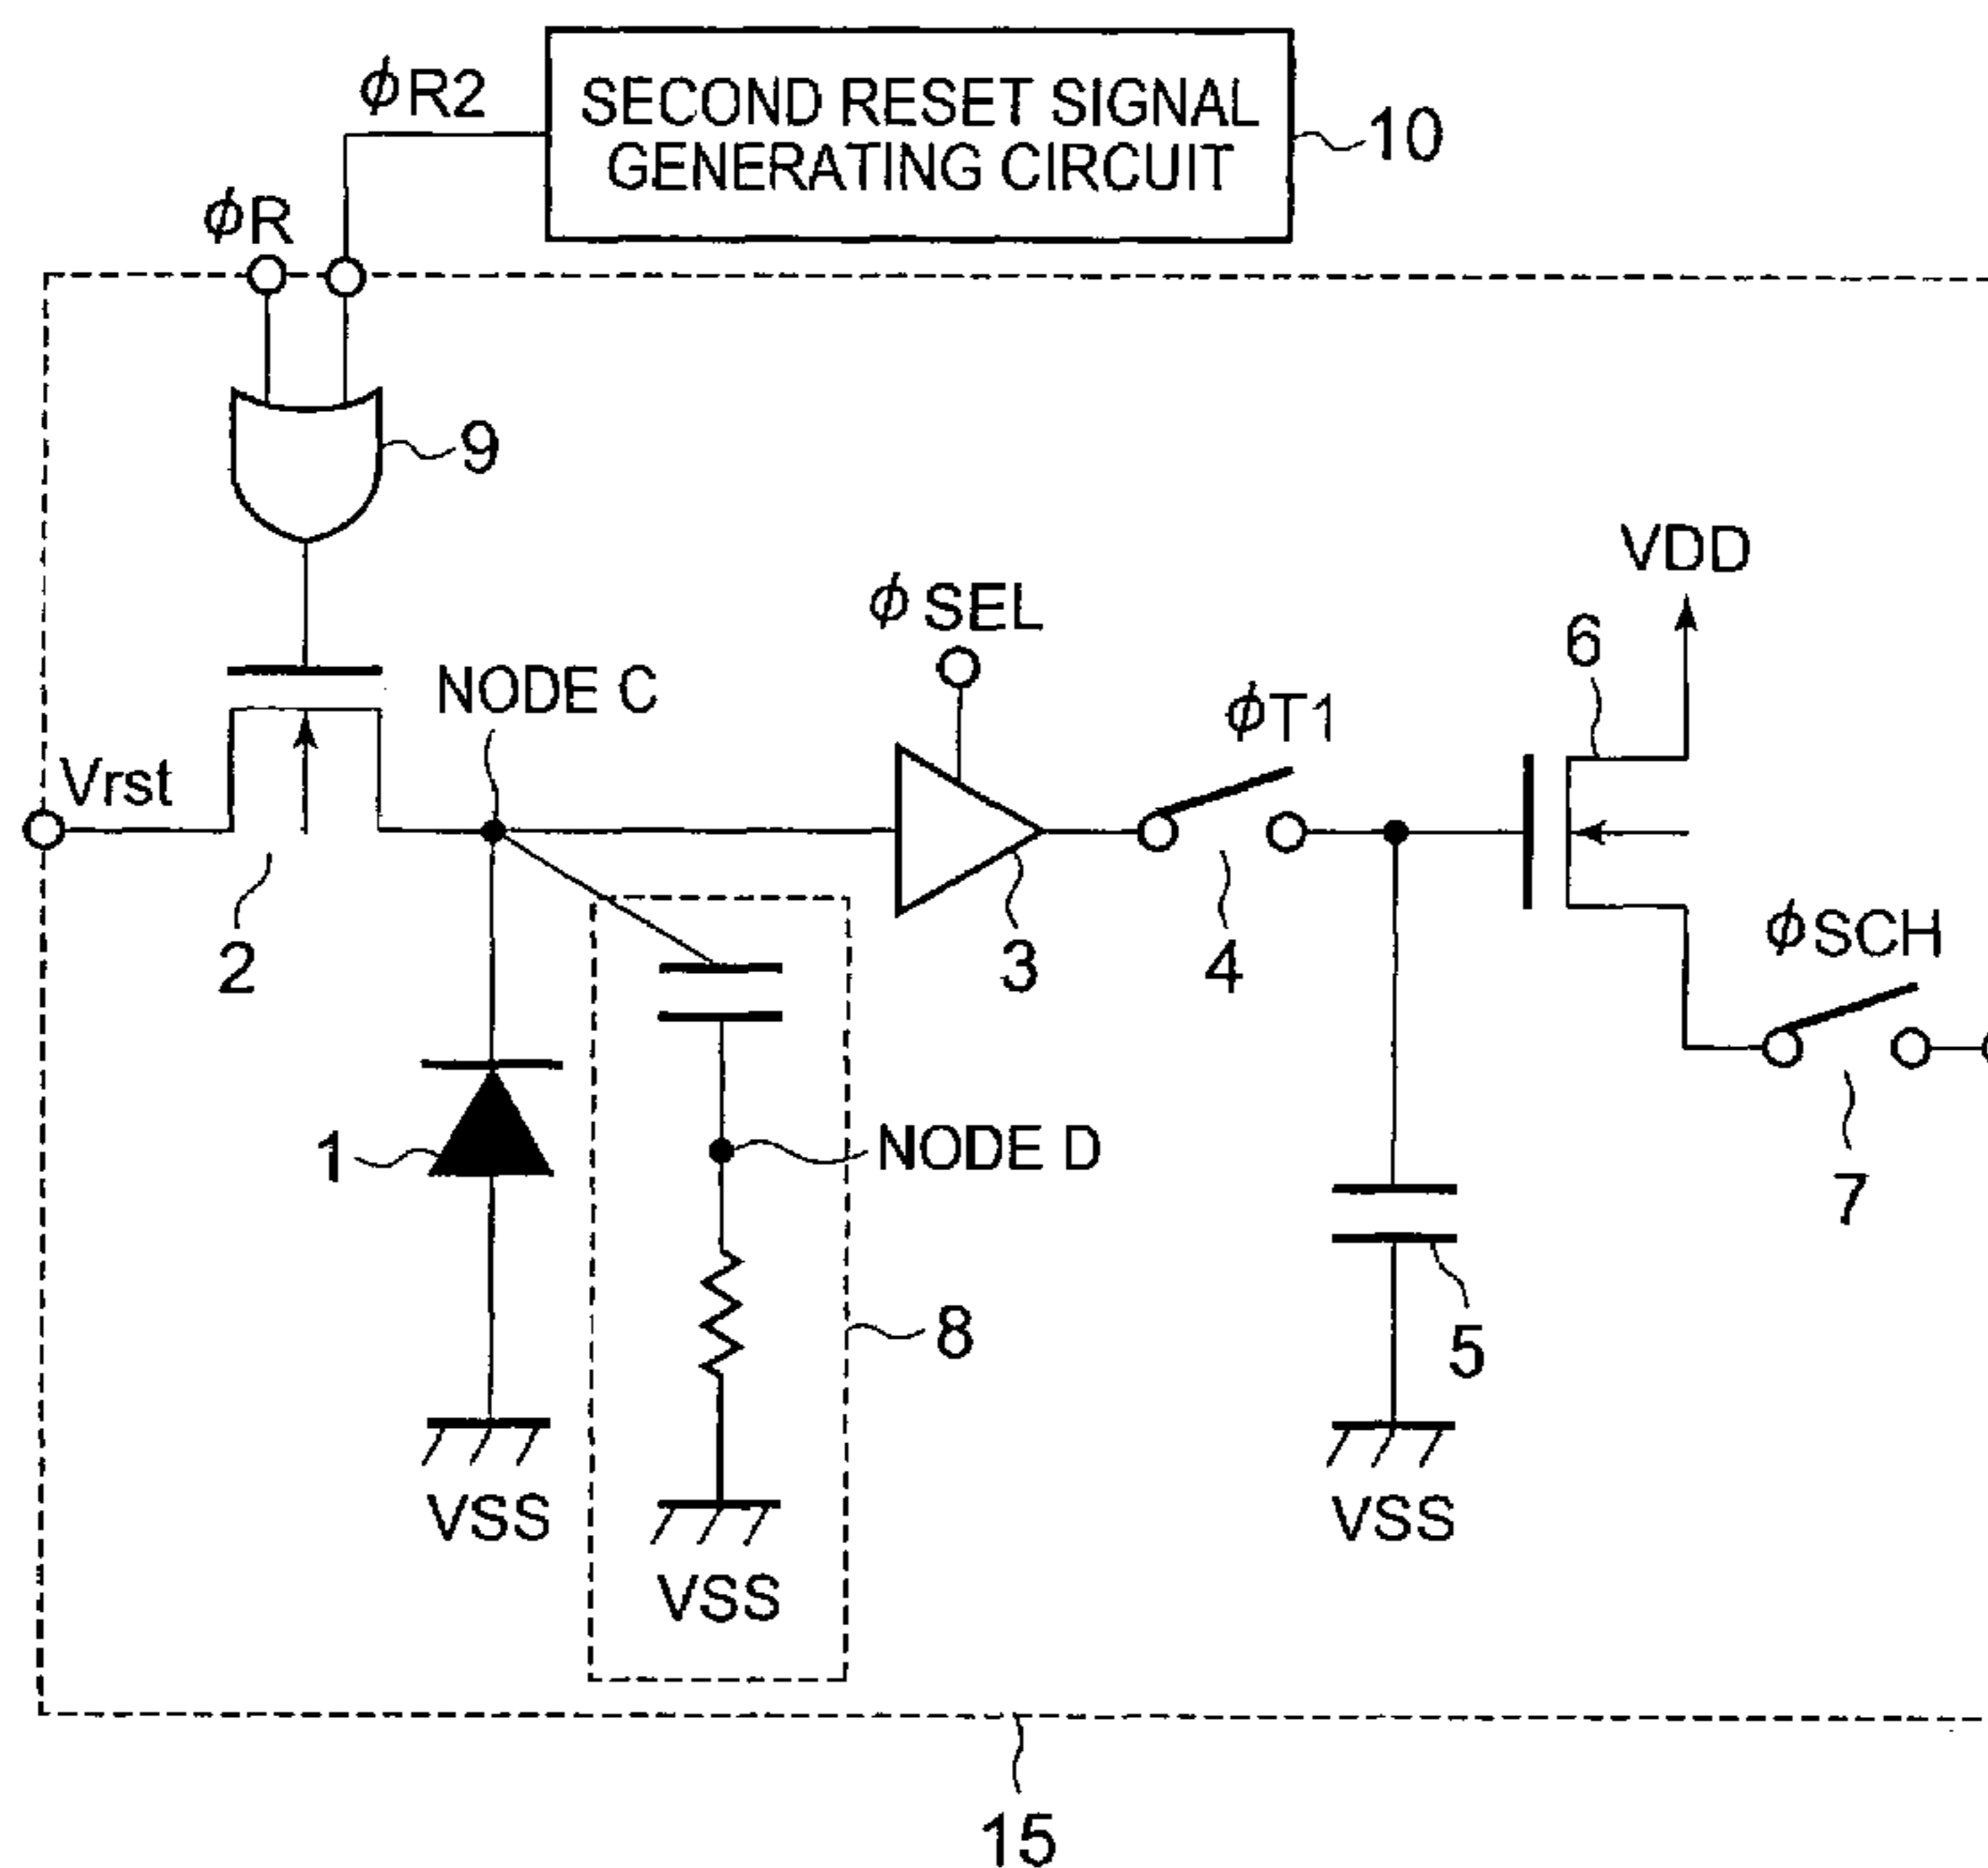 ϕR2
SECOND RESET SIGNAL
GENERATING CIRCUIT
10
ϕR
9
VDD
ϕSEL
6
NODE C
ϕT1
Vrst
ϕSCH
2
3
4
1
NODE D
7
8
5
VSS
VSS
VSS
15